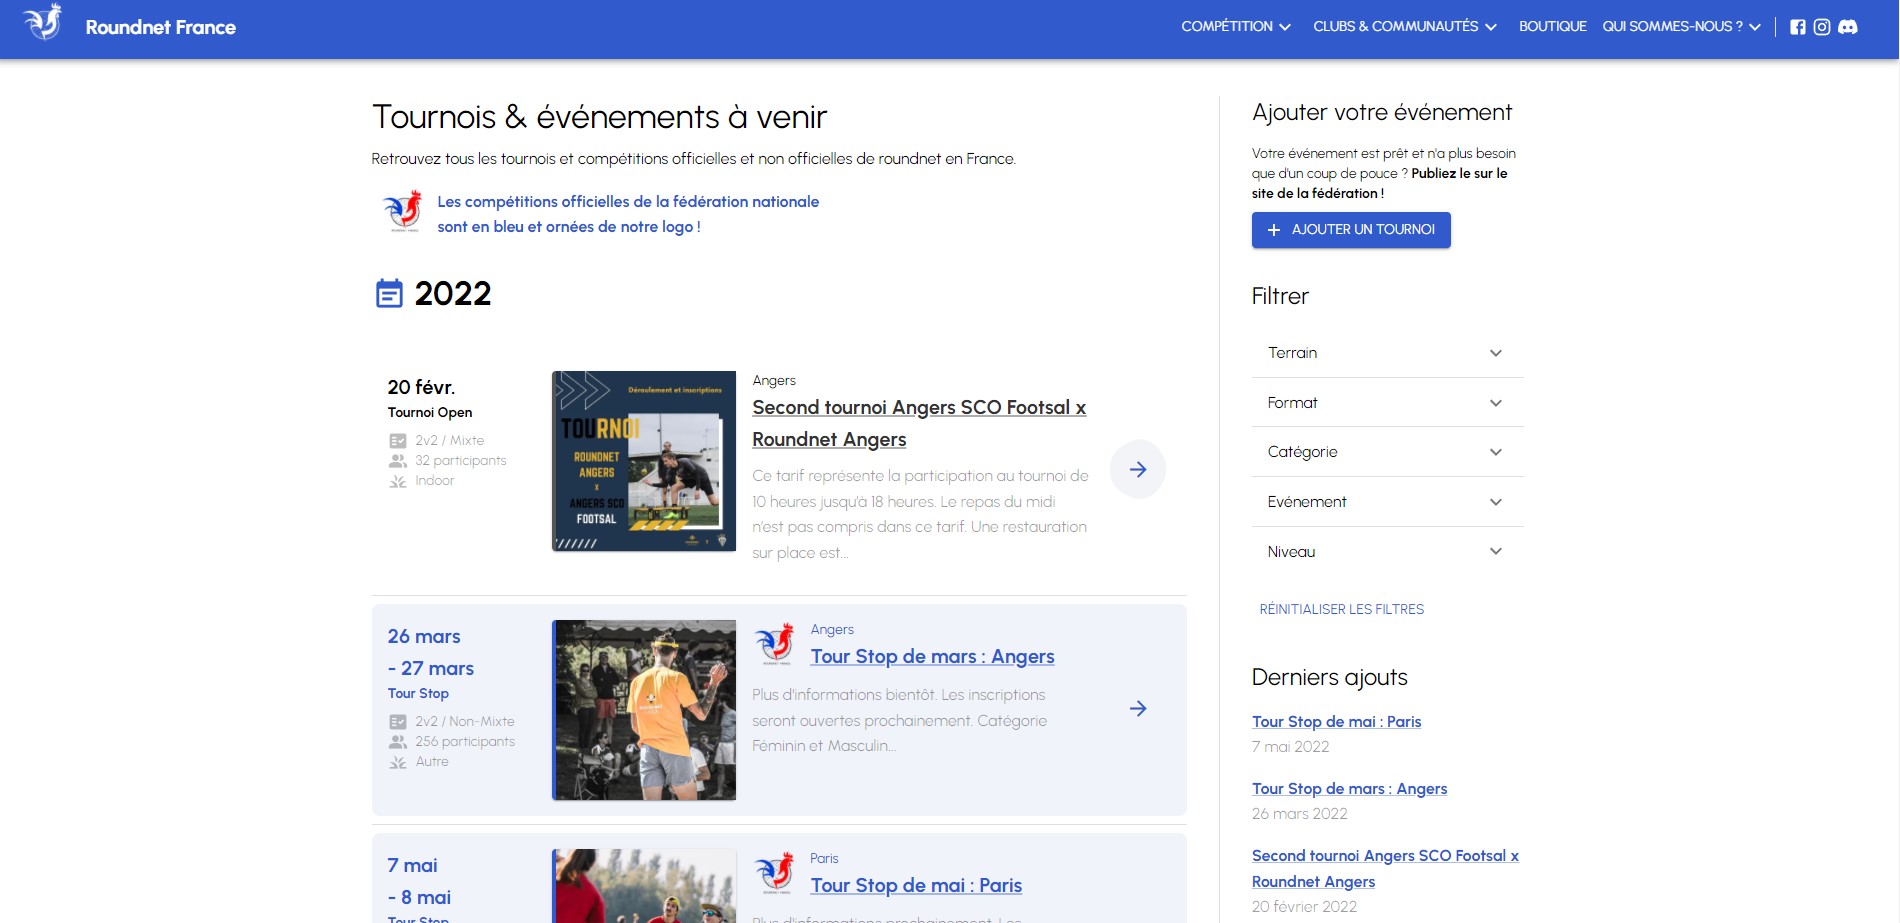 Roundnet France
COMPÉTITION
CLUBS & COMMUNAUTÉS
BOUTIQUE
QUI SOMMES-NOUS ?
Tournois & événements à venir
Retrouvez tous les tournois et compétitions officielles et non officielles de roundnet en France.
Les compétitions officielles de la fédération nationale
sont en bleu et ornées de notre logo !
2022
20 févr.
Tournoi Open
2v2 / Mixte
32 participants
Indoor
Déroulement et inscriptions
TOURNOI
ROUNDNET
ANGERS
X
ANGERS SCO
FOOTSAL
Angers
Second tournoi Angers SCO Footsal x
Roundnet Angers
Ce tarif représente la participation au tournoi de
10 heures jusqu'à 18 heures. Le repas du midi
n'est pas compris dans ce tarif. Une restauration
sur place est...
26 mars
- 27 mars
Tour Stop
2v2 / Non-Mixte
256 participants
Autre
Angers
Tour Stop de mars : Angers
Plus d'informations bientôt. Les inscriptions
seront ouvertes prochainement. Catégorie
Féminin et Masculin...
7 mai
- 8 mai
Tour Stop
Paris
Tour Stop de mai : Paris
Plus d'informations prochainement. Les
Ajouter votre événement
Votre événement est prêt et n'a plus besoin
que d'un coup de pouce ? Publiez le sur le
site de la fédération !
+ AJOUTER UN TOURNOI
Filtrer
Terrain
Format
Catégorie
Evénement
Niveau
RÉINITIALISER LES FILTRES
Derniers ajouts
Tour Stop de mai : Paris
7 mai 2022
Tour Stop de mars : Angers
26 mars 2022
Second tournoi Angers SCO Footsal x
Roundnet Angers
20 février 2022